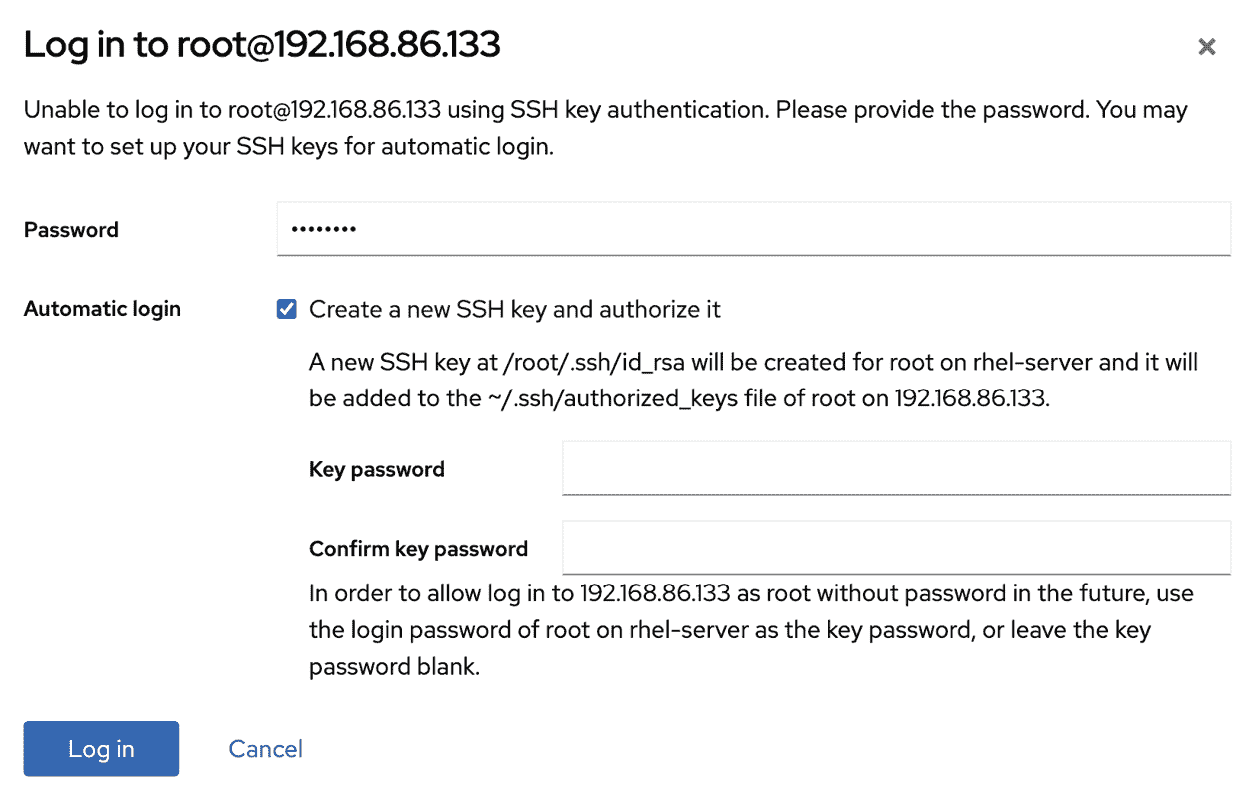 Log in to root@192.168.86.133
Unable to log in to root@192.168.86.133 using SSH key authentication. Please provide the password. You may
want to set up your SSH keys for automatic login.
Password ••••••••
Automatic login Create a new SSH key and authorize it
A new SSH key at /root/.ssh/id_rsa will be created for root on rhel-server and it will
be added to the ~/.ssh/authorized_keys file of root on 192.168.86.133.
Key password
Confirm key password
In order to allow log in to 192.168.86.133 as root without password in the future, use
the login password of root on rhel-server as the key password, or leave the key
password blank.
Log in Cancel